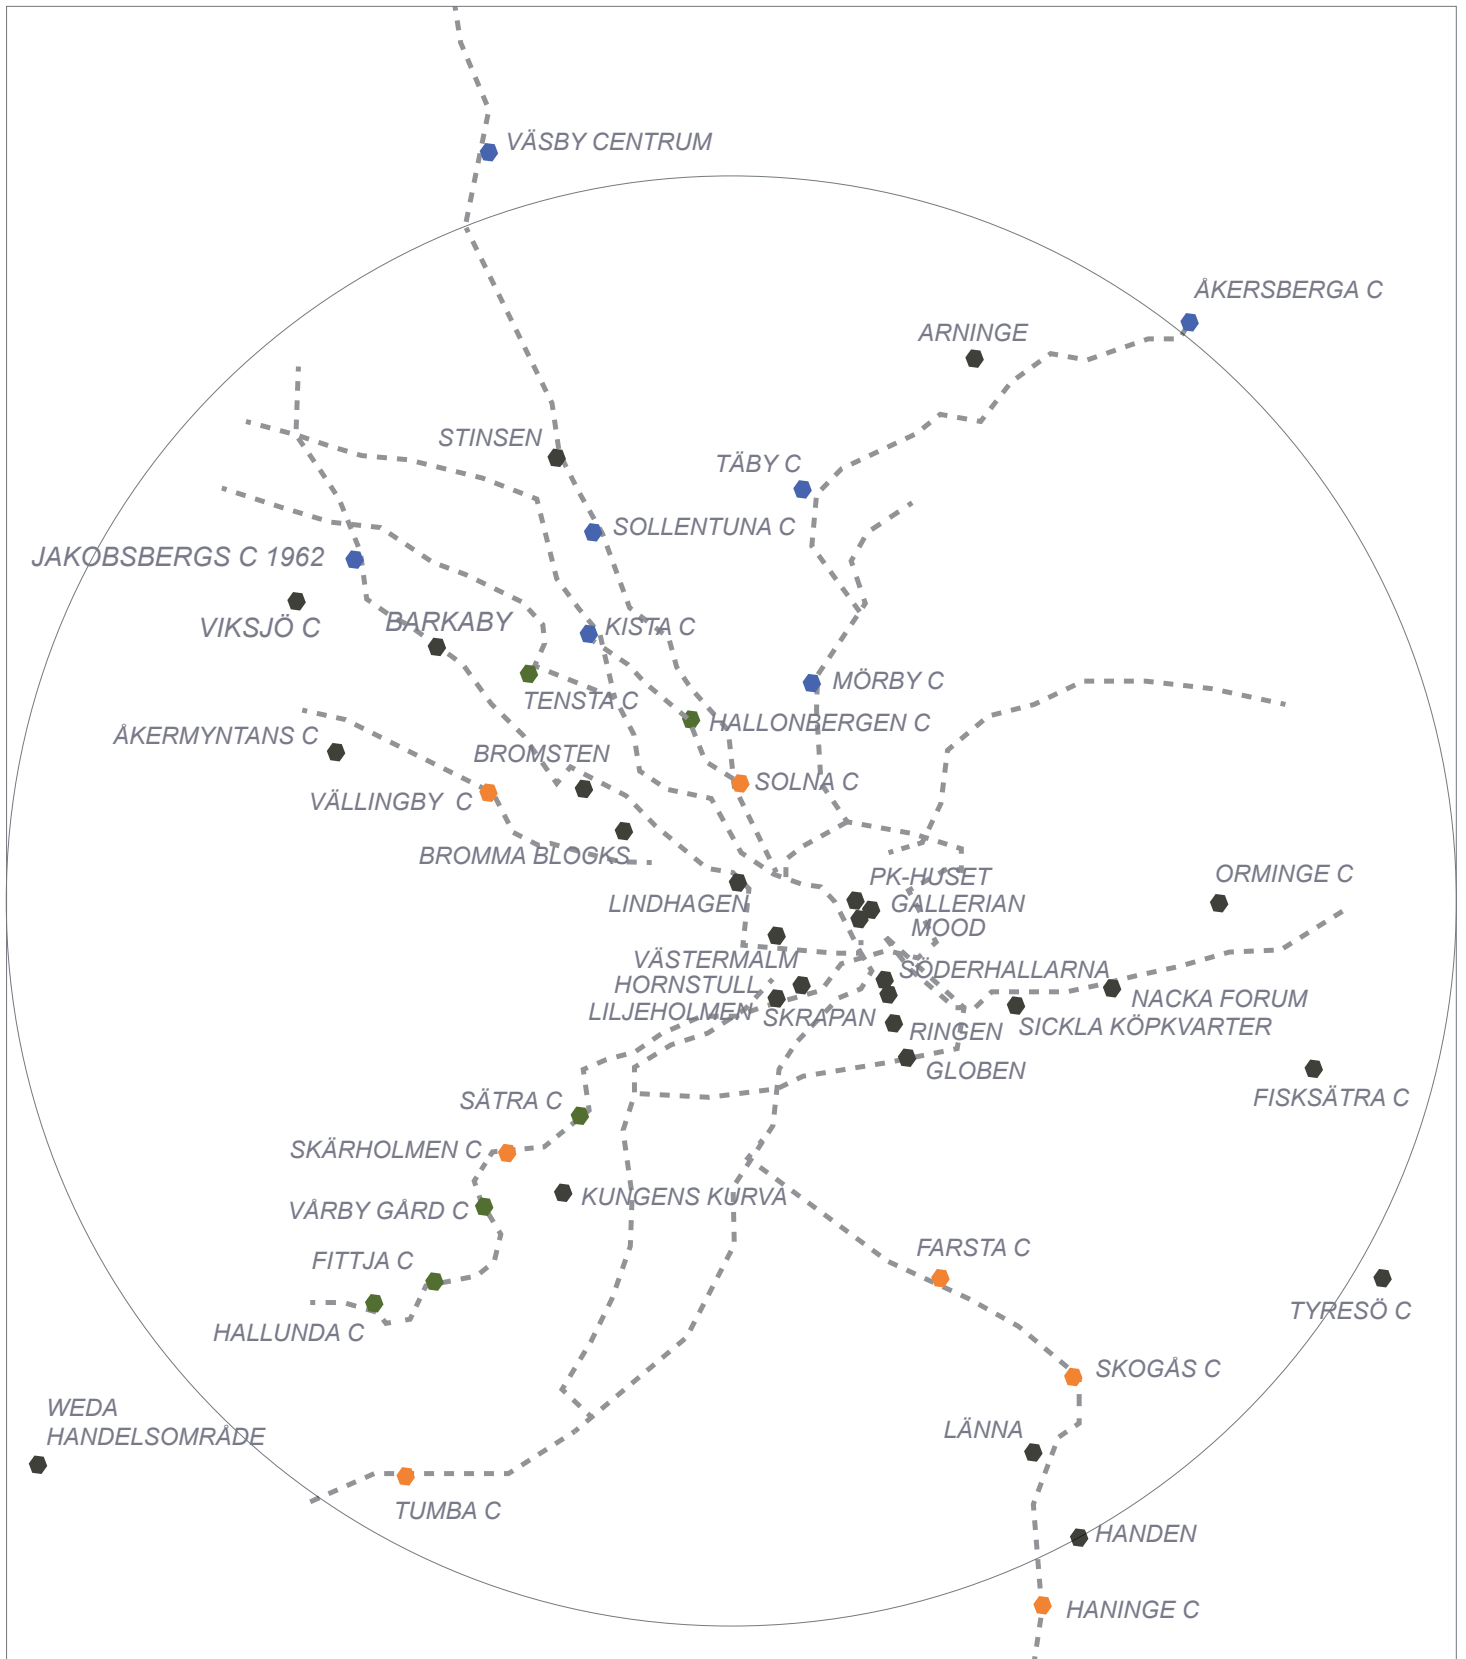 VÄSBY CENTRUM
ÅKERSBERGA C
ARNINGE
STINSEN
TÄBY C
SOLLENTUNA C
JAKOBSBERGS C 1962
VIKSJÖ C
BARKABY
KISTA C
MÖRBY C
TENSTA C
HALLONBERGEN C
ÅKERMYNTANS C
BROMSTEN
SOLNA C
VÄLLINGBY C
BROMMA BLOCKS
PK-HUSET
ORMINGE C
LINDHAGEN
GALLERIAN
MOOD
VÄSTERMALM
SÖDERHALLARNA
HORNSTULL
NACKA FORUM
LILJEHOLMEN
SKRAPAN
RINGEN
SICKLA KÖPKVARTER
GLOBEN
FISKSÄTRA C
SÄTRA C
SKÄRHOLMEN C
KUNGENS KURVA
VÅRBY GÅRD C
FITTJA C
FARSTA C
HALLUNDA C
TYRESÖ C
SKOGÅS C
WEDA
HANDELSOMRÅDE
LÄNNA
TUMBA C
HANDEN
HANINGE C